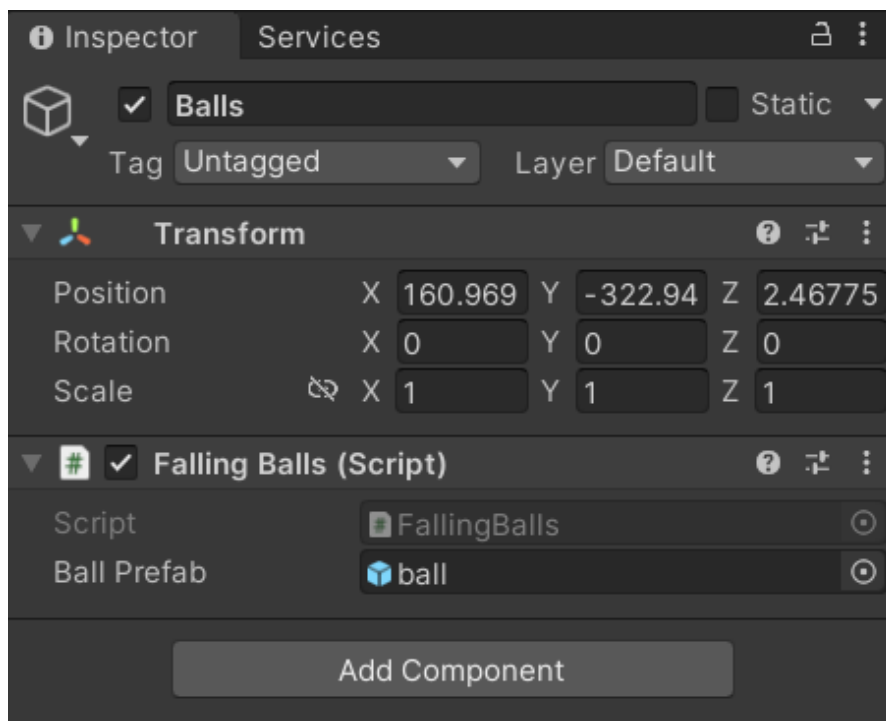 Inspector Services
Balls Static
Tag Untagged Layer Default
Transform
Position X 160.969 Y -322.94 Z 2.46775
Rotation X 0 Y 0 Z 0
Scale X 1 Y 1 Z 1
# Falling Balls (Script)
Script # FallingBalls
Ball Prefab ball
Add Component